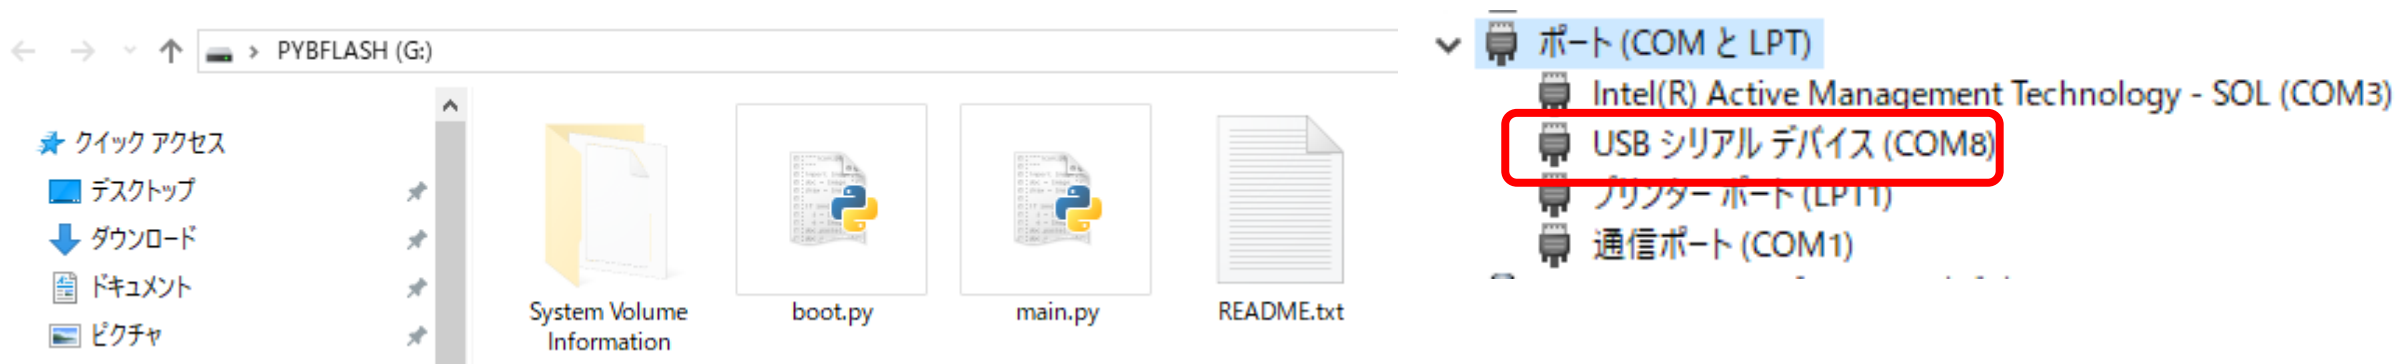 PYBFLASH (G:)
クイック アクセス
デスクトップ
ダウンロード
ドキュメント
ピクチャ
System Volume
Information
boot.py
main.py
README.txt
ポート (COM と LPT)
Intel(R) Active Management Technology - SOL (COM3)
USB シリアル デバイス (COM8)
プリンター ポート (LPT1)
通信ポート (COM1)